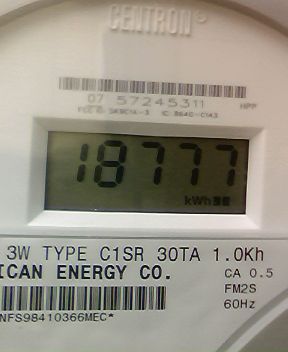 CENTRON
07 57245311
HPP
18777
kWh
3W TYPE C1SR 30TA 1.0Kh
ICAN ENERGY CO.
CA 0.5
FM2S
60Hz
NFS98410366MEC*